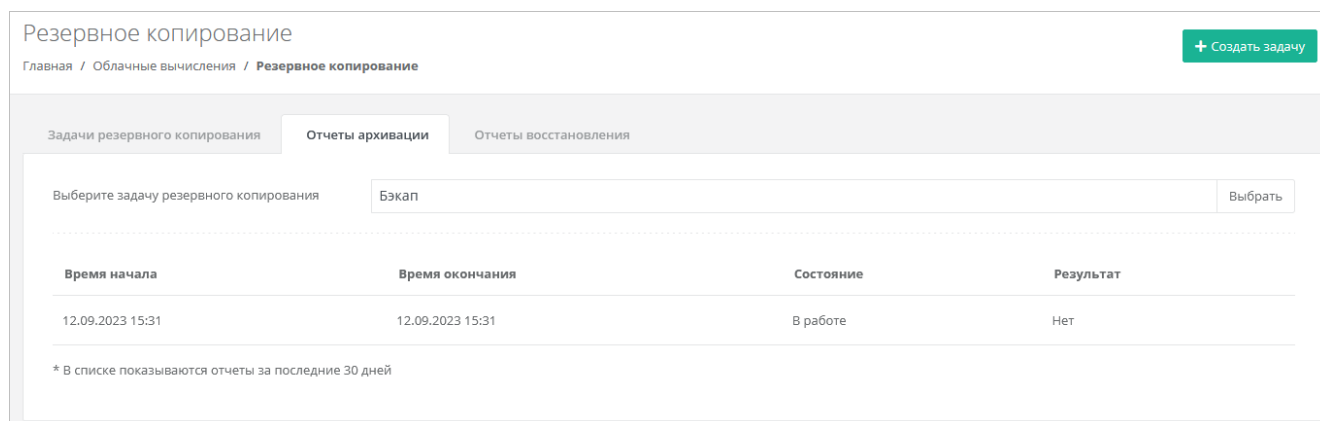 Резервное копирование
+ Создать задачу
Главная / Облачные вычисления / Резервное копирование
Задачи резервного копирования Отчеты архивации Отчеты восстановления
Выберите задачу резервного копирования Бэкап Выбрать
Время начала Время окончания Состояние Результат
12.09.2023 15:31 12.09.2023 15:31 В работе Нет
* В списке показываются отчеты за последние 30 дней